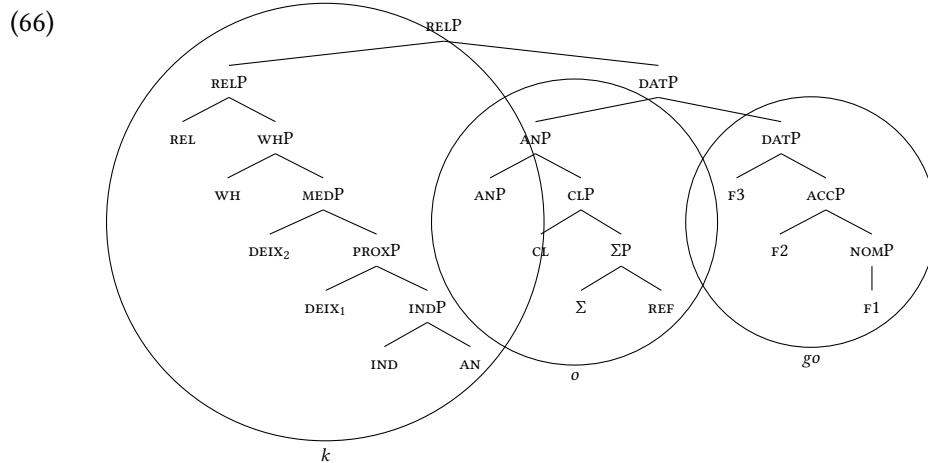 (66)
RELP
RELP DATP
REL WHP ANP DATP
WH MEDP ANP CLP F3 ACCP
DEIX₂ PROXP CL ΣP F2 NOMP
DEIX₁ INDP Σ REF F1
IND AN
o go
k